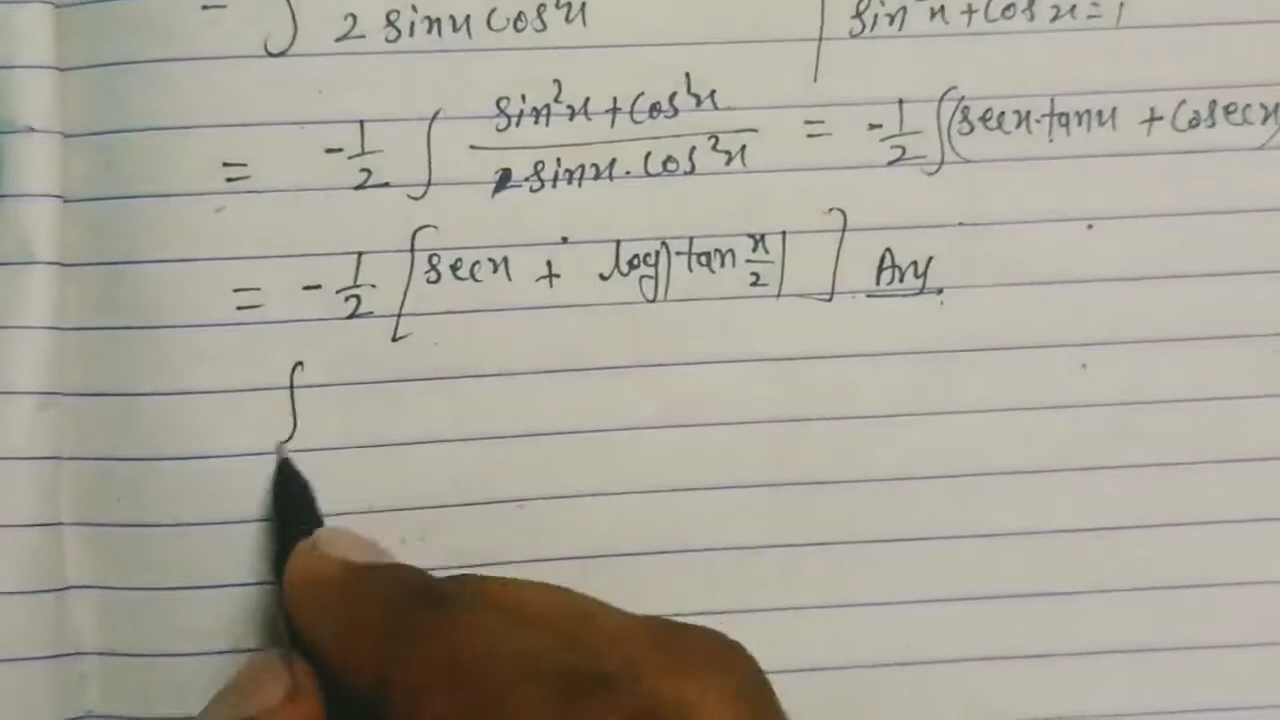 - ∫ 2 sinx cos²x | sin²x + cos²x = 1
= -1/2 ∫ sin²x + cos²x / sinx . cos²x = -1/2 ∫(secx.tanx + cosecx)
= -1/2 [secx + log|tan x/2|] Ans.
∫